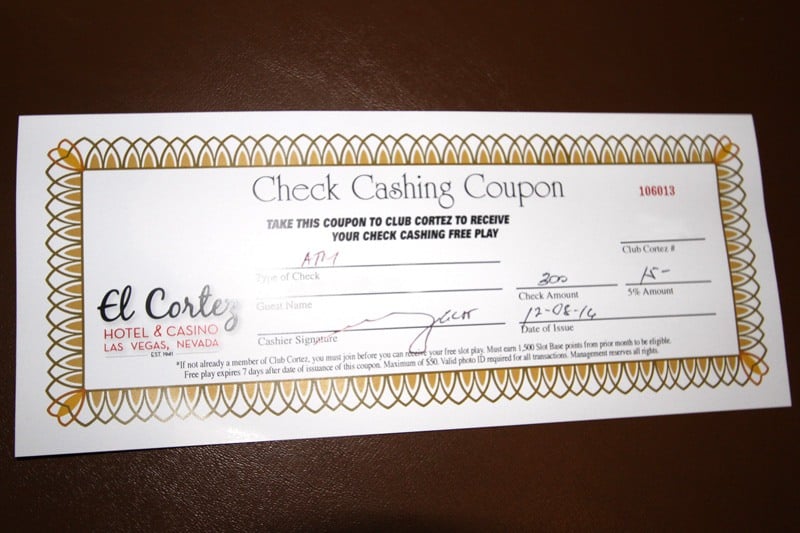 Check Cashing Coupon
106013
TAKE THIS COUPON TO CLUB CORTEZ TO RECEIVE
YOUR CHECK CASHING FREE PLAY
Club Cortez #
ATM
Type of Check
300
15-
Guest Name
Check Amount
5% Amount
El Cortez
HOTEL & CASINO
LAS VEGAS, NEVADA
EST. 1941
12-08-16
Cashier Signature
Date of Issue
*If not already a member of Club Cortez, you must join before you can receive your free slot play. Must earn 1,500 Slot Base points from prior month to be eligible.
Free play expires 7 days after date of issuance of this coupon. Maximum of $50. Valid photo ID required for all transactions. Management reserves all rights.